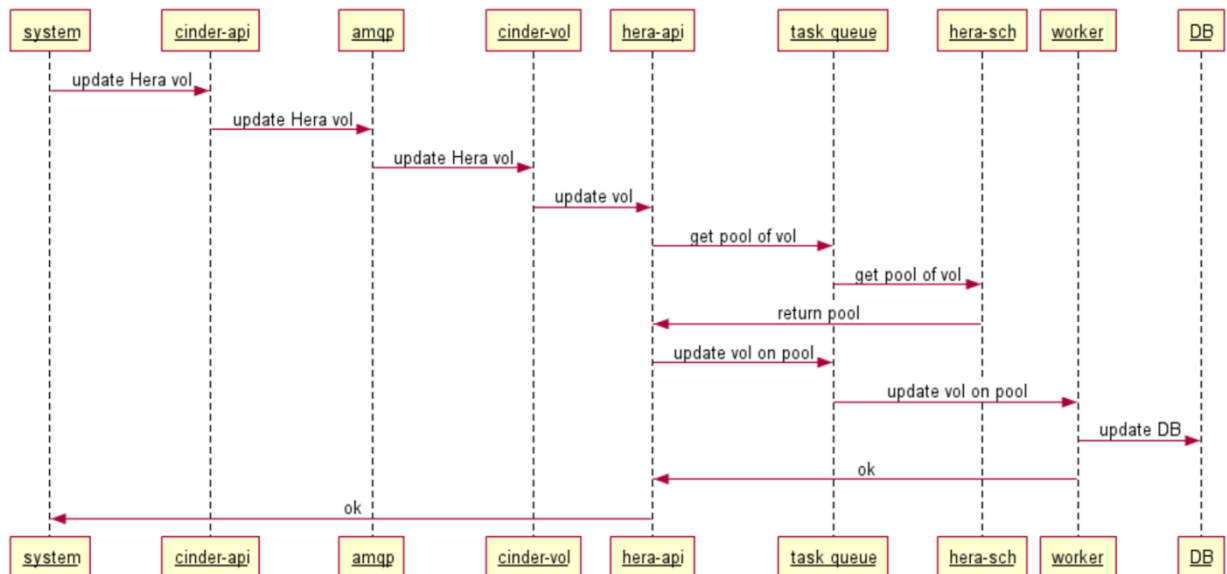 system cinder-api amqp cinder-vol hera-api task queue hera-sch worker DB
update Hera vol
update Hera vol
update Hera vol
update vol
get pool of vol
get pool of vol
return pool
update vol on pool
update vol on pool
update DB
ok
ok
system cinder-api amqp cinder-vol hera-api task queue hera-sch worker DB